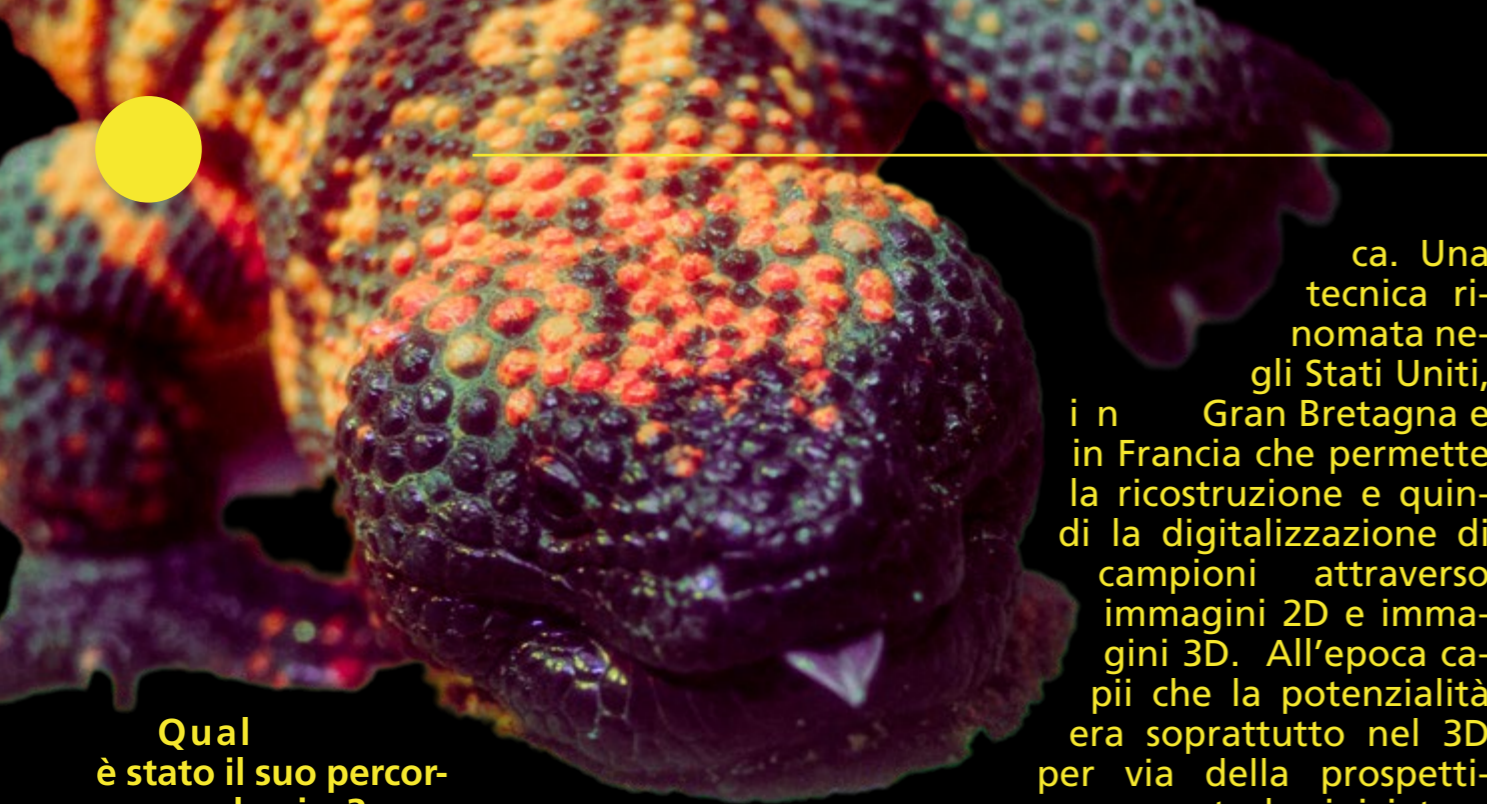 Qual
è stato il suo percor-
ca. Una
tecnica ri-
nomata ne-
gli Stati Uniti,
in Gran Bretagna e
in Francia che permette
la ricostruzione e quin-
di la digitalizzazione di
campioni attraverso
immagini 2D e imma-
gini 3D. All'epoca ca-
pii che la potenzialità
era soprattutto nel 3D
per via della prospetti-